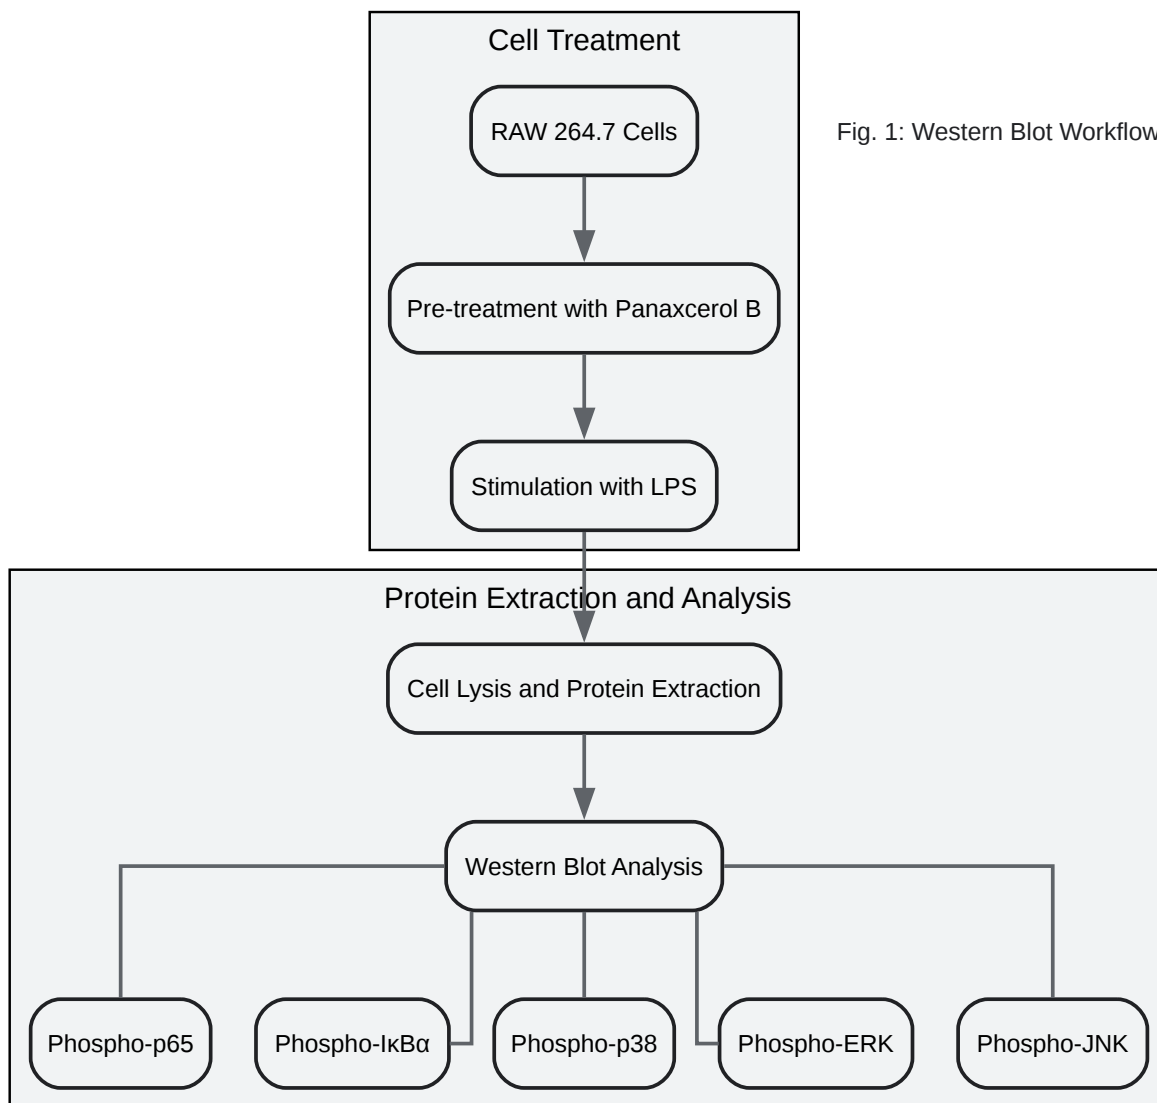 Cell Treatment
RAW 264.7 Cells
Fig. 1: Western Blot Workflow
Pre-treatment with Panaxcerol B
Stimulation with LPS
Protein Extraction and Analysis
Cell Lysis and Protein Extraction
Western Blot Analysis
Phospho-p65
Phospho-IκBα
Phospho-p38
Phospho-ERK
Phospho-JNK